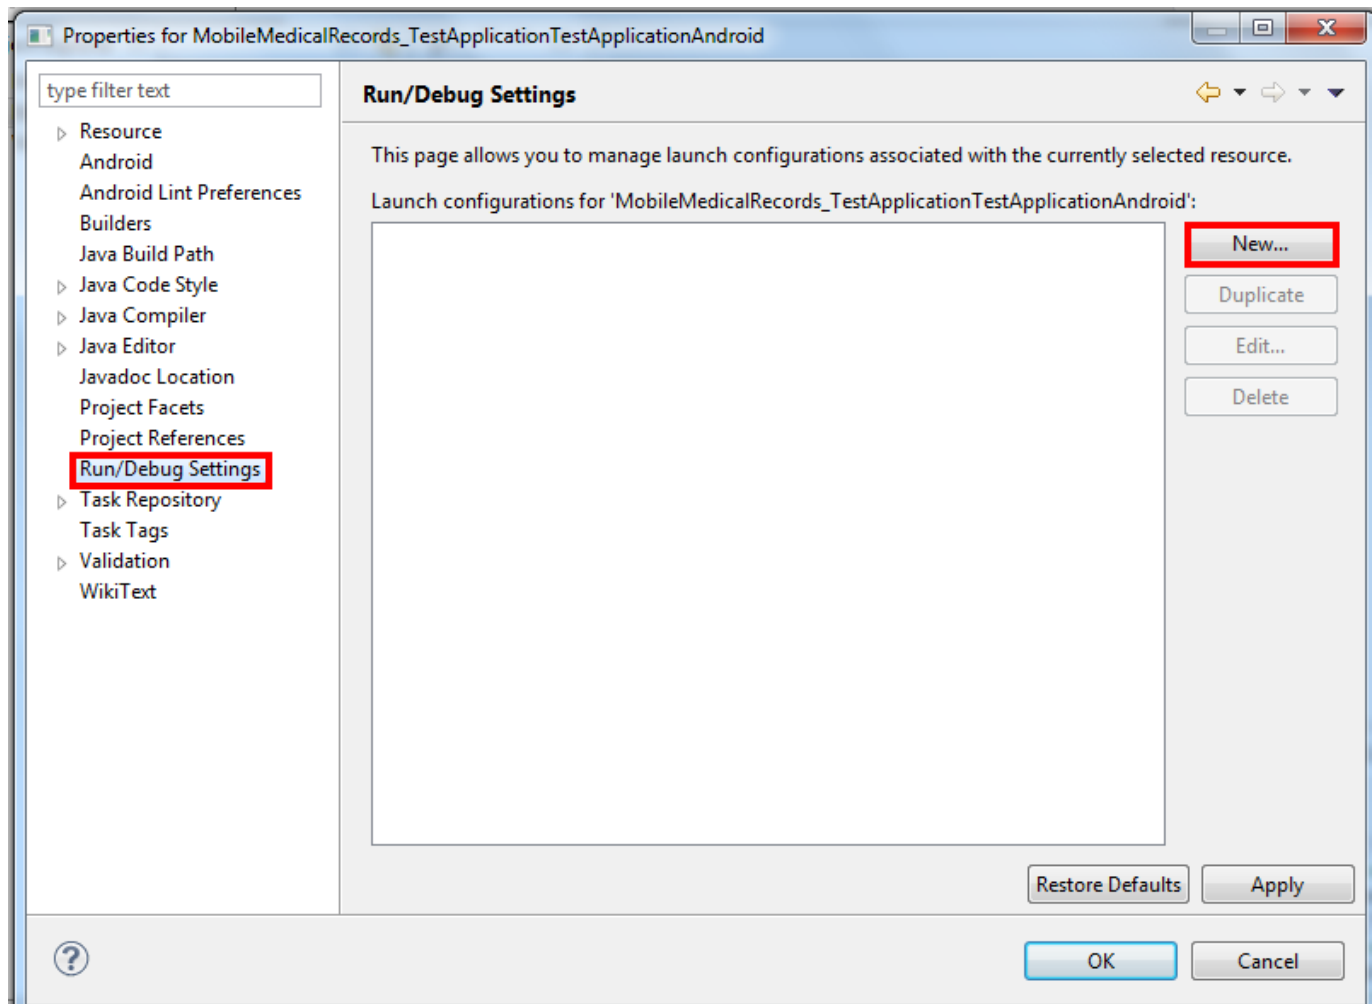 Properties for MobileMedicalRecords_TestApplicationTestApplicationAndroid
type filter text
Resource
Android
Android Lint Preferences
Builders
Java Build Path
Java Code Style
Java Compiler
Java Editor
Javadoc Location
Project Facets
Project References
Run/Debug Settings
Task Repository
Task Tags
Validation
WikiText
Run/Debug Settings
This page allows you to manage launch configurations associated with the currently selected resource.
Launch configurations for 'MobileMedicalRecords_TestApplicationTestApplicationAndroid':
New...
Duplicate
Edit...
Delete
Restore Defaults
Apply
?
OK
Cancel